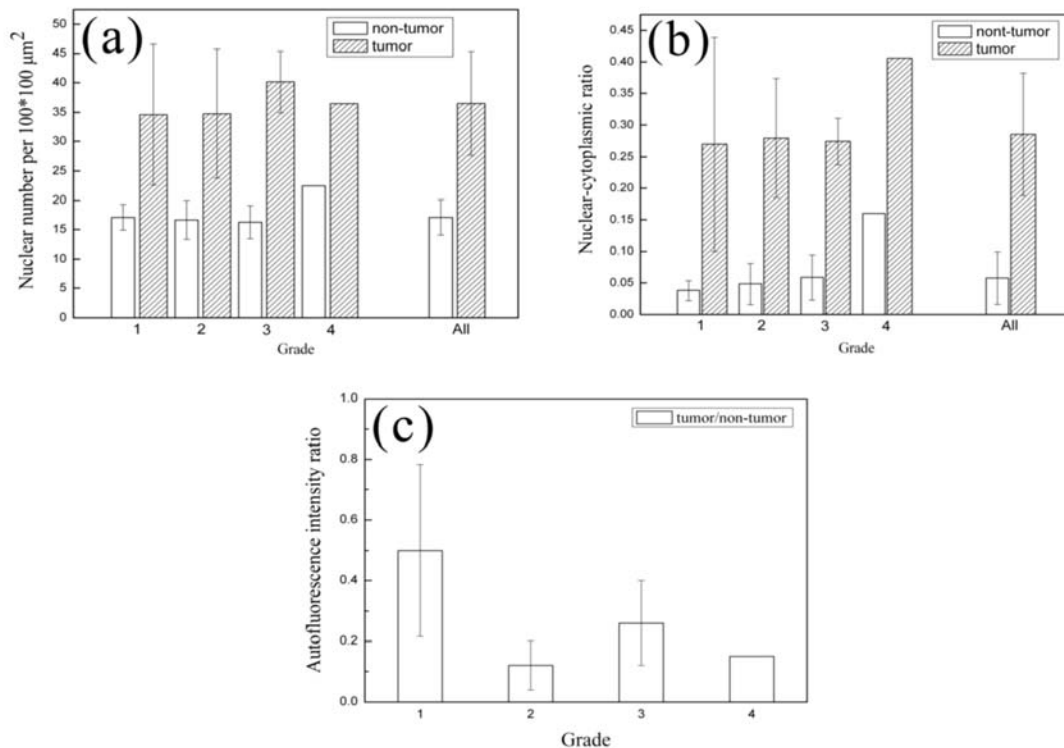 (a)
non-tumor
tumor
Nuclear number per 100*100 μm²
50
45
40
35
30
25
20
15
10
5
0
1 2 3 4 All
Grade
(b)
nont-tumor
tumor
Nuclear-cytoplasmic ratio
0.45
0.40
0.35
0.30
0.25
0.20
0.15
0.10
0.05
0.00
1 2 3 4 All
Grade
(c)
tumor/non-tumor
Autofluorescence intensity ratio
1.0
0.8
0.6
0.4
0.2
0.0
1 2 3 4
Grade